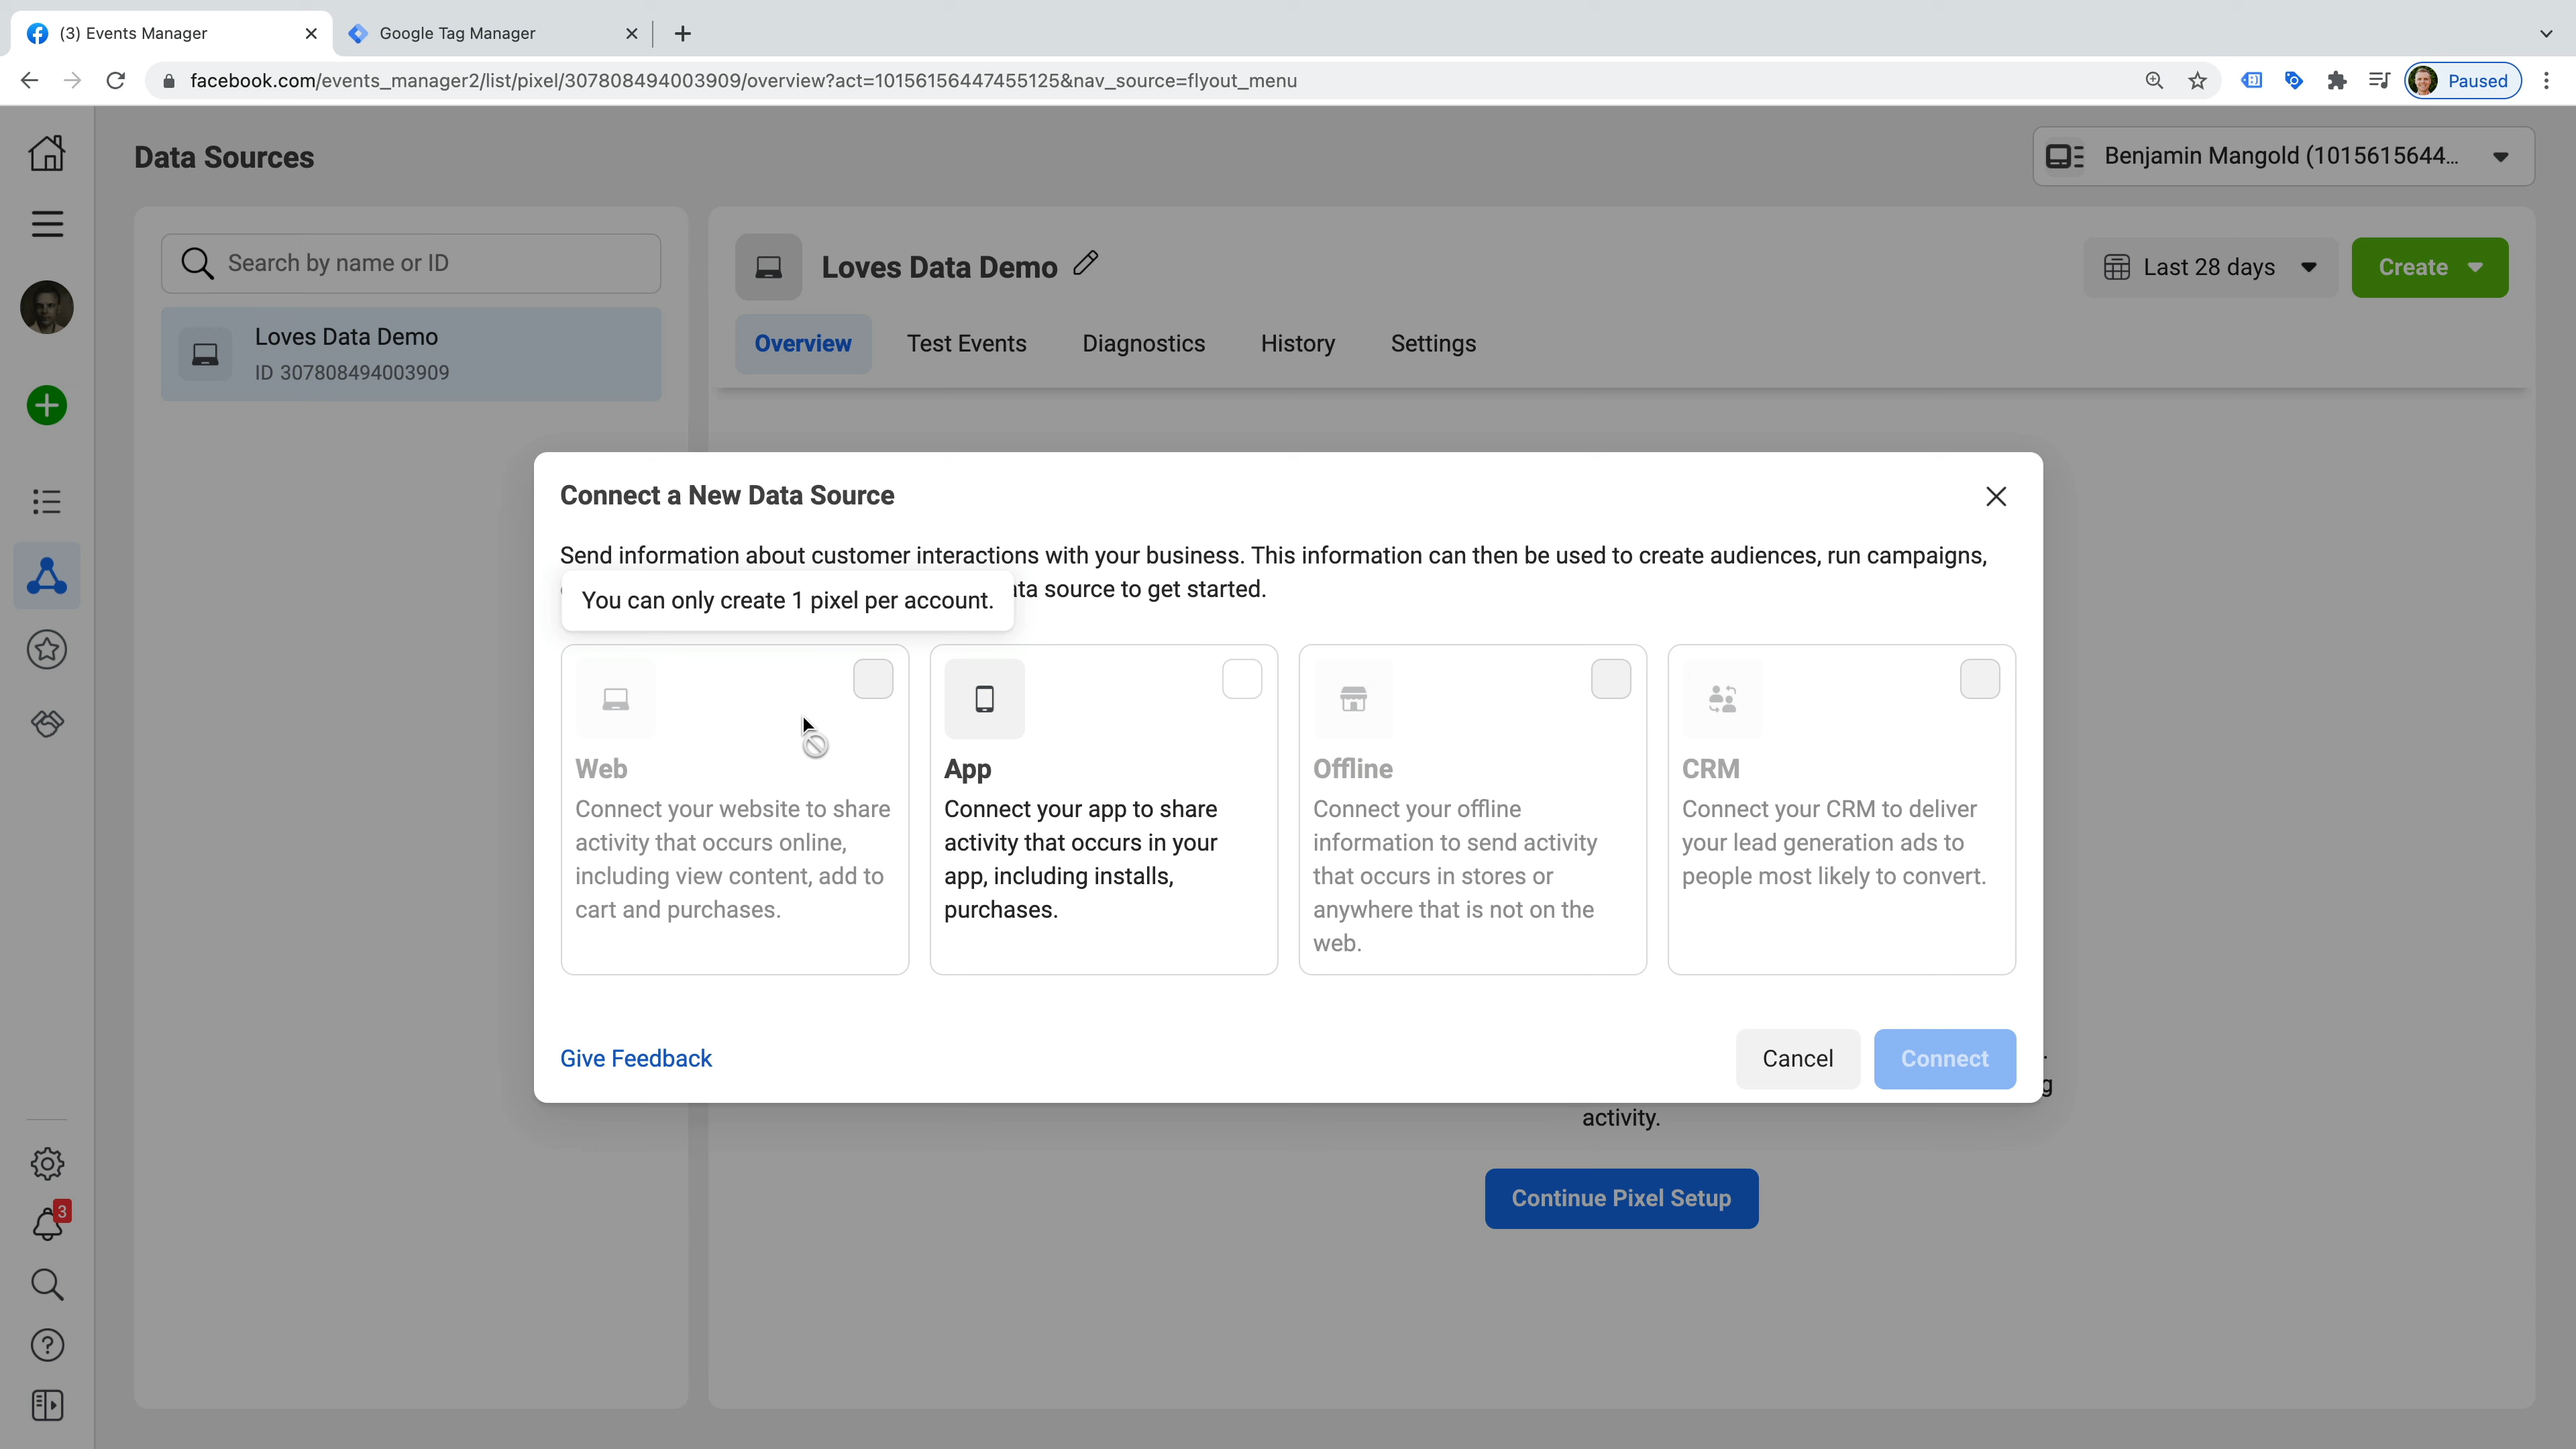 (3) Events Manager
Google Tag Manager
facebook.com/events_manager2/list/pixel/307808494003909/overview?act=10156156447455125&nav_source=flyout_menu
Paused
Data Sources
Benjamin Mangold (1015615644...
Search by name or ID
Loves Data Demo
ID 307808494003909
Loves Data Demo
Last 28 days
Create
Overview
Test Events
Diagnostics
History
Settings
Connect a New Data Source
Send information about customer interactions with your business. This information can then be used to create audiences, run campaigns,
ata source to get started.
You can only create 1 pixel per account.
Web
Connect your website to share
activity that occurs online,
including view content, add to
cart and purchases.
App
Connect your app to share
activity that occurs in your
app, including installs,
purchases.
Offline
Connect your offline
information to send activity
that occurs in stores or
anywhere that is not on the
web.
CRM
Connect your CRM to deliver
your lead generation ads to
people most likely to convert.
Give Feedback
Cancel
Connect
g
activity.
Continue Pixel Setup
3